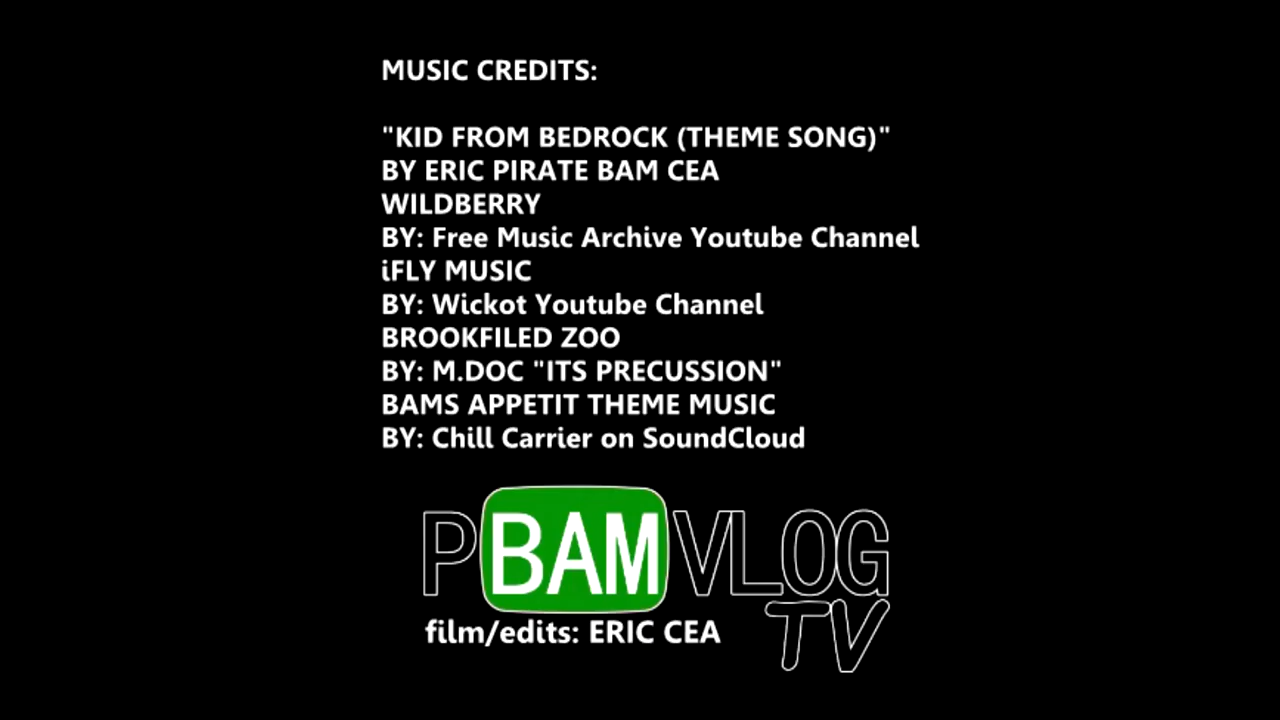 MUSIC CREDITS:
"KID FROM BEDROCK (THEME SONG)"
BY ERIC PIRATE BAM CEA
WILDBERRY
BY: Free Music Archive Youtube Channel
iFLY MUSIC
BY: Wickot Youtube Channel
BROOKFILED ZOO
BY: M.DOC "ITS PRECUSSION"
BAMS APPETIT THEME MUSIC
BY: Chill Carrier on SoundCloud
PBAMVLOG
TV
film/edits: ERIC CEA